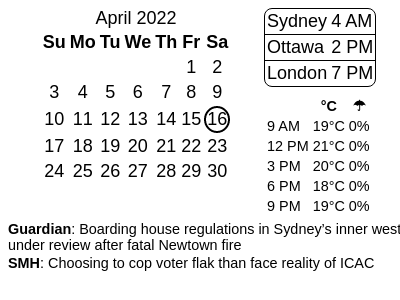 April 2022
Su Mo Tu We Th Fr Sa
1 2
3 4 5 6 7 8 9
10 11 12 13 14 15 16
17 18 19 20 21 22 23
24 25 26 27 28 29 30
Sydney 4 AM
Ottawa 2 PM
London 7 PM
°C ☂
9 AM 19°C 0%
12 PM 21°C 0%
3 PM 20°C 0%
6 PM 18°C 0%
9 PM 19°C 0%
Guardian: Boarding house regulations in Sydney’s inner west
under review after fatal Newtown fire
SMH: Choosing to cop voter flak than face reality of ICAC